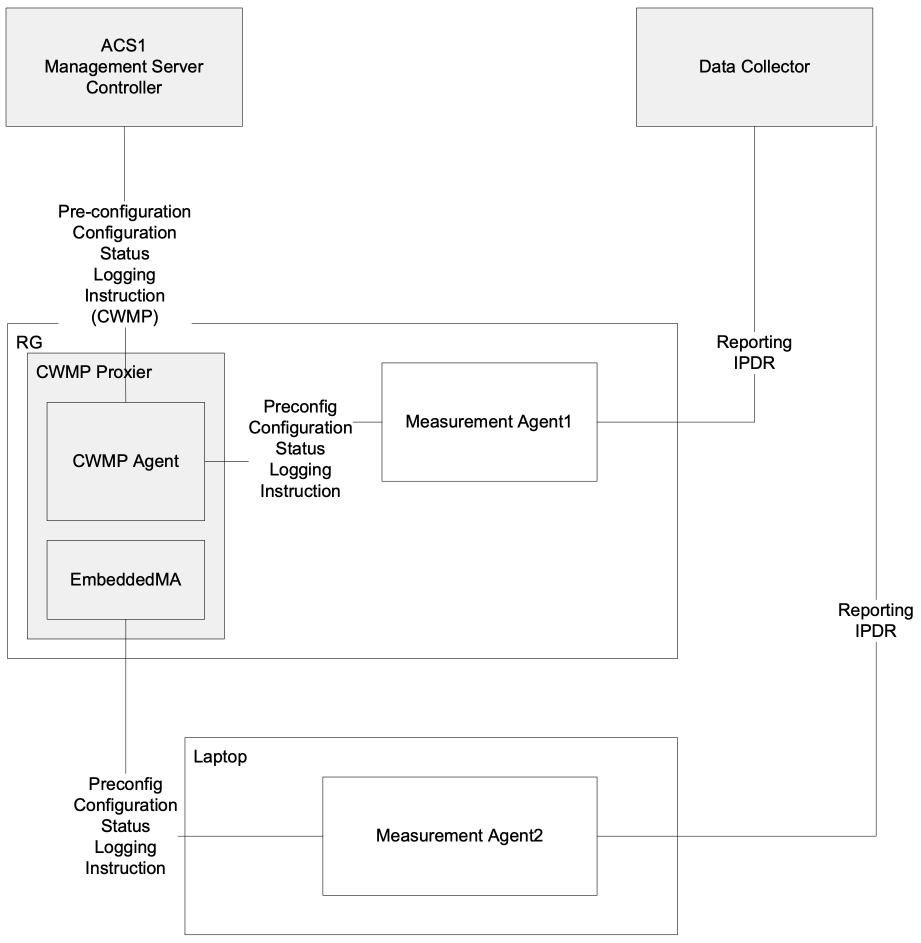 ACS1
Management Server
Controller
Data Collector
Pre-configuration
Configuration
Status
Logging
Instruction
(CWMP)
RG
CWMP Proxier
CWMP Agent
EmbeddedMA
Preconfig
Configuration
Status
Logging
Instruction
Measurement Agent1
Reporting
IPDR
Reporting
IPDR
Laptop
Preconfig
Configuration
Status
Logging
Instruction
Measurement Agent2